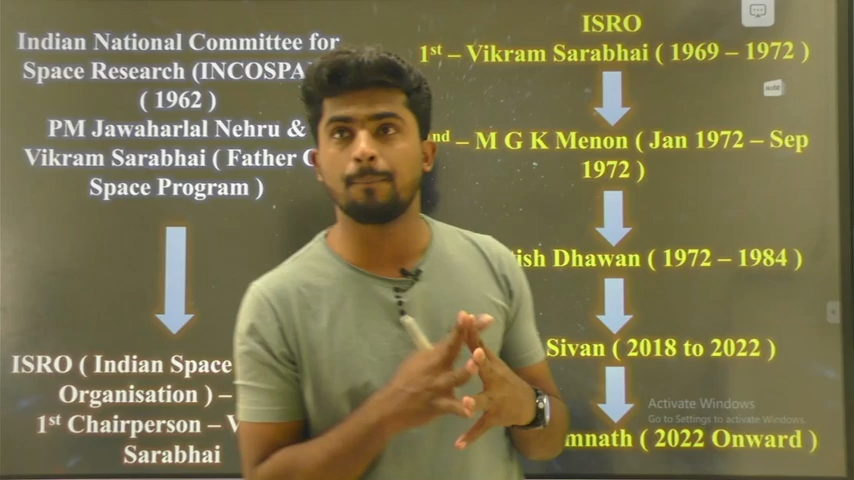 Indian National Committee for
Space Research (INCOSPA
( 1962 )
PM Jawaharlal Nehru &
Vikram Sarabhai ( Father
Space Program )
ISRO ( Indian Space
Organisation ) –
1st Chairperson –
Sarabhai
ISRO
1st – Vikram Sarabhai ( 1969 – 1972 )
nd – M G K Menon ( Jan 1972 – Sep
1972 )
ish Dhawan ( 1972 – 1984 )
Sivan ( 2018 to 2022 )
mnath ( 2022 Onward )
Activate Windows
Go to Settings to activate Windows.